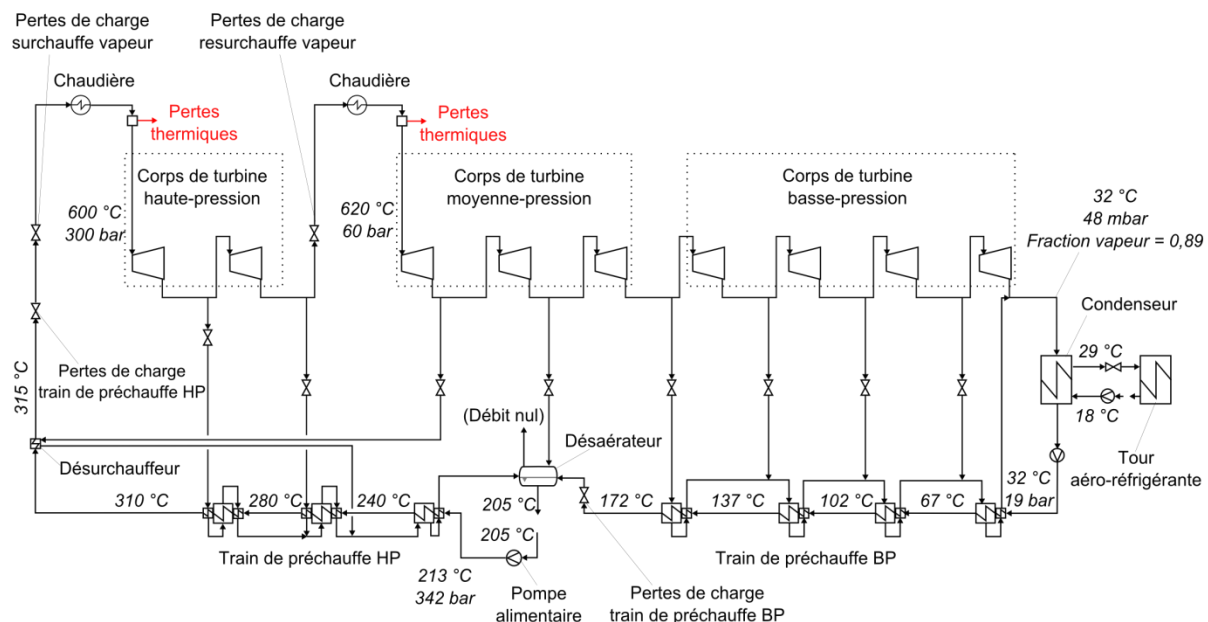 Pertes de charge
surchauffe vapeur
Pertes de charge
resurchauffe vapeur
Chaudière
Chaudière
Pertes
thermiques
Pertes
thermiques
Corps de turbine
haute-pression
Corps de turbine
moyenne-pression
Corps de turbine
basse-pression
600 °C
300 bar
620 °C
60 bar
32 °C
48 mbar
Fraction vapeur = 0,89
Condenseur
29 °C
18 °C
Tour
aéro-réfrigérante
315 °C
Pertes de charge
train de préchauffe HP
Désurchauffeur
(Débit nul)
Désaérateur
310 °C
280 °C
240 °C
205 °C
205 °C
172 °C
137 °C
102 °C
67 °C
32 °C
19 bar
Train de préchauffe HP
Train de préchauffe BP
213 °C
342 bar
Pompe
alimentaire
Pertes de charge
train de préchauffe BP